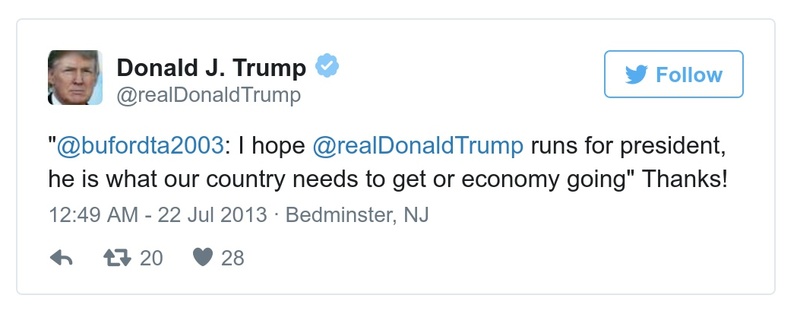 Donald J. Trump
@realDonaldTrump
Follow
"@bufordta2003: I hope @realDonaldTrump runs for president,
he is what our country needs to get or economy going" Thanks!
12:49 AM - 22 Jul 2013 · Bedminster, NJ
20 28